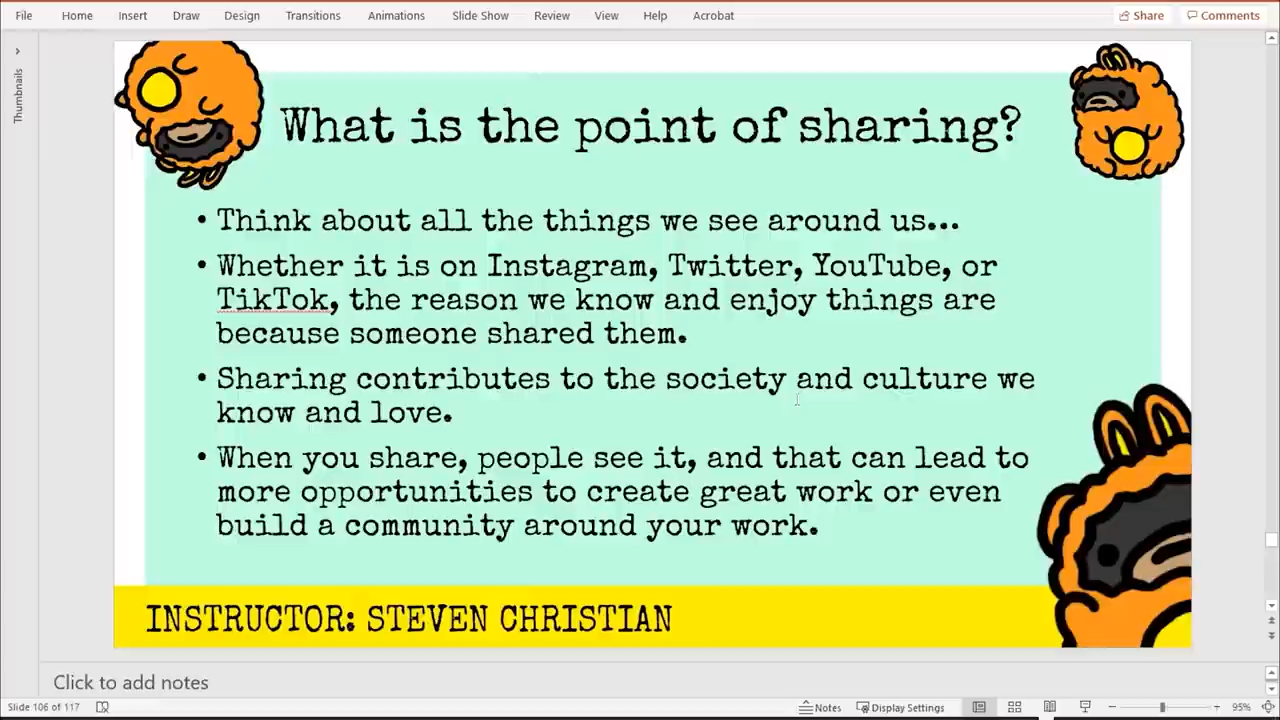 File Home Insert Draw Design Transitions Animations Slide Show Review View Help Acrobat Share Comments
Thumbnails
What is the point of sharing?
• Think about all the things we see around us...
• Whether it is on Instagram, Twitter, YouTube, or
TikTok, the reason we know and enjoy things are
because someone shared them.
• Sharing contributes to the society and culture we
know and love.
• When you share, people see it, and that can lead to
more opportunities to create great work or even
build a community around your work.
INSTRUCTOR: STEVEN CHRISTIAN
Click to add notes
Slide 106 of 117 Notes Display Settings 95%